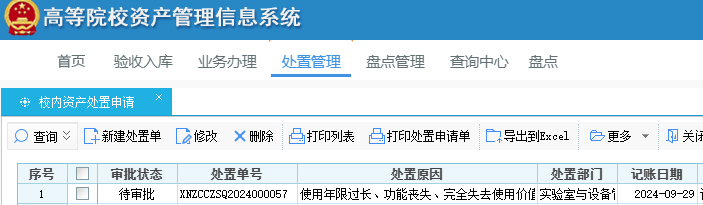 高等院校资产管理信息系统
首页 验收入库 业务办理 处置管理 盘点管理 查询中心 盘点
校内资产处置申请
查询 新建处置单 修改 删除 打印列表 打印处置申请单 导出到Excel 更多 关闭
序号 审批状态 处置单号 处置原因 处置部门 记账日期
1 待审批 XNZCCZSQ2024000057 使用年限过长、功能丧失、完全失去使用价值 实验室与设备管 2024-09-29